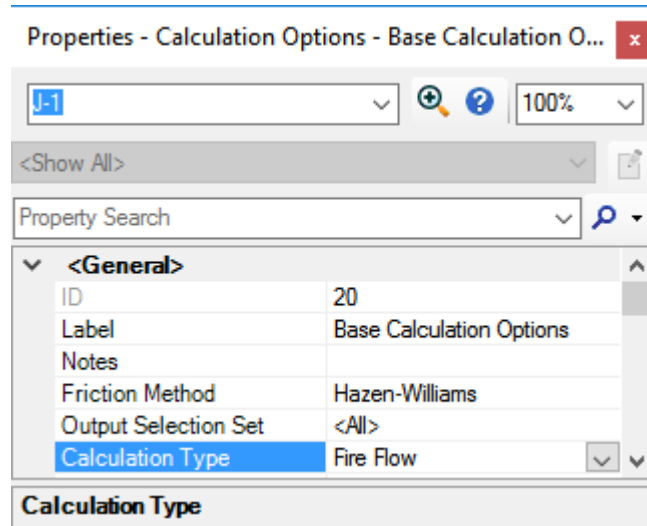 Properties - Calculation Options - Base Calculation O... x
J-1 100%
<Show All>
Property Search
<General>
ID 20
Label Base Calculation Options
Notes
Friction Method Hazen-Williams
Output Selection Set <All>
Calculation Type Fire Flow
Calculation Type